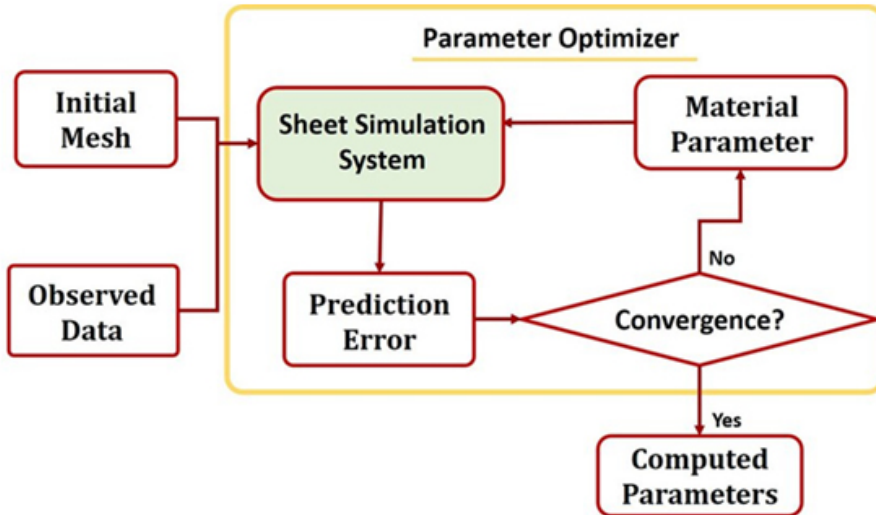 Parameter Optimizer
Initial
Mesh
Sheet Simulation
System
Material
Parameter
Observed
Data
Prediction
Error
Convergence?
No
Yes
Computed
Parameters